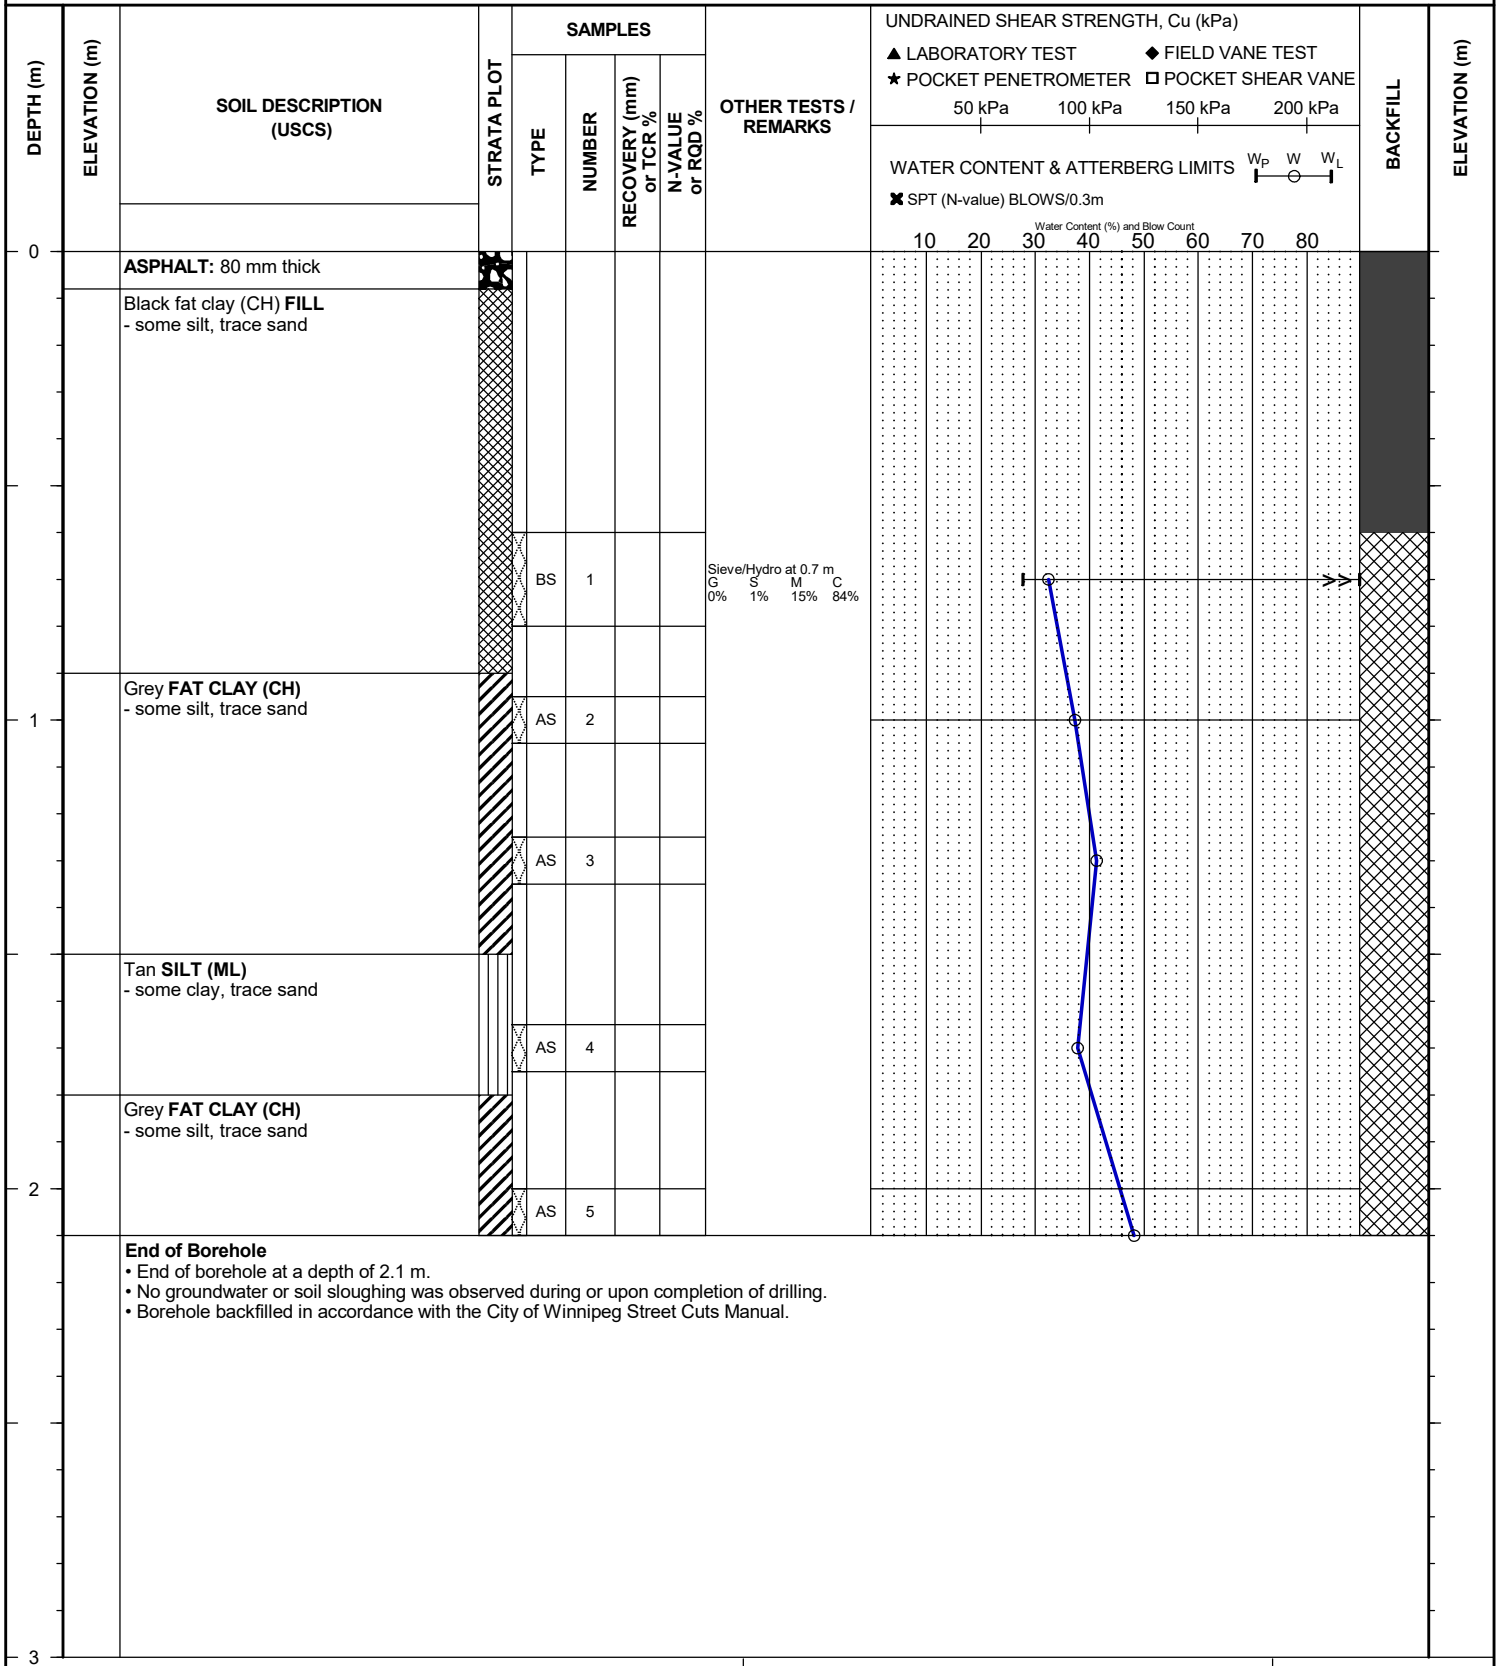 DEPTH (m)
ELEVATION (m)
SOIL DESCRIPTION
(USCS)
STRATA PLOT
SAMPLES
TYPE
NUMBER
RECOVERY (mm)
or TCR %
N-VALUE
or RQD %
OTHER TESTS /
REMARKS
UNDRAINED SHEAR STRENGTH, Cu (kPa)
▲ LABORATORY TEST ◆ FIELD VANE TEST
★ POCKET PENETROMETER □ POCKET SHEAR VANE
50 kPa 100 kPa 150 kPa 200 kPa
WATER CONTENT & ATTERBERG LIMITS WP W WL
✖ SPT (N-value) BLOWS/0.3m
Water Content (%) and Blow Count
10 20 30 40 50 60 70 80
BACKFILL
ELEVATION (m)
0
ASPHALT: 80 mm thick
Black fat clay (CH) FILL
- some silt, trace sand
BS 1
Sieve/Hydro at 0.7 m
G S M C
0% 1% 15% 84%
>>
Grey FAT CLAY (CH)
- some silt, trace sand
1
AS 2
AS 3
Tan SILT (ML)
- some clay, trace sand
AS 4
Grey FAT CLAY (CH)
- some silt, trace sand
2
AS 5
End of Borehole
• End of borehole at a depth of 2.1 m.
• No groundwater or soil sloughing was observed during or upon completion of drilling.
• Borehole backfilled in accordance with the City of Winnipeg Street Cuts Manual.
3